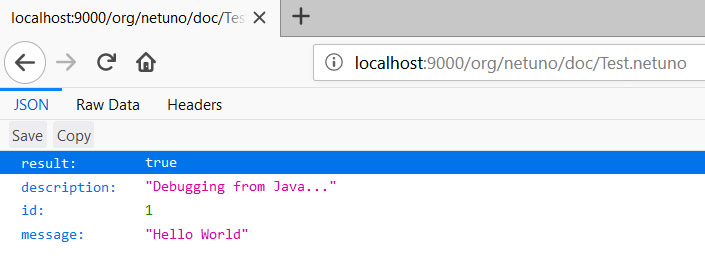 localhost:9000/org/netuno/doc/Tes
localhost:9000/org/netuno/doc/Test.netuno
JSON Raw Data Headers
Save Copy
result: true
description: "Debugging from Java..."
id: 1
message: "Hello World"